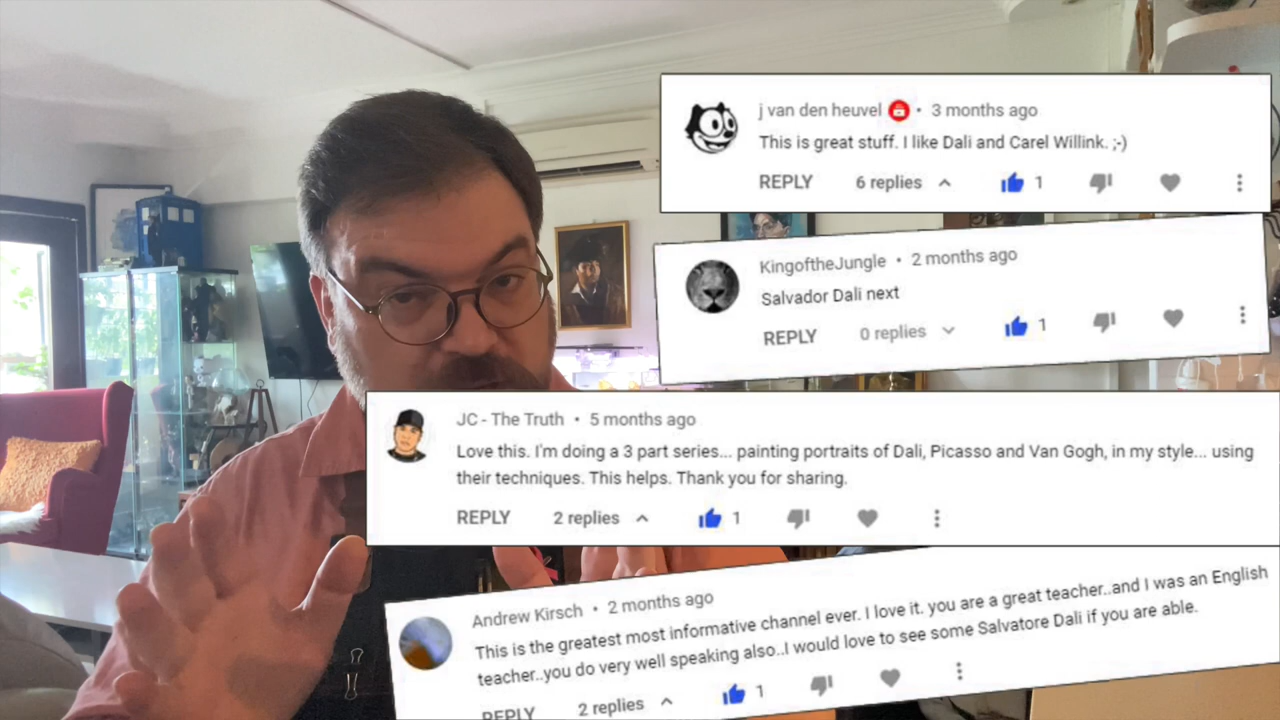 j van den heuvel • 3 months ago
This is great stuff. I like Dali and Carel Willink. ;-)
REPLY 6 replies 1
KingoftheJungle • 2 months ago
Salvador Dali next
REPLY 0 replies 1
JC - The Truth • 5 months ago
Love this. I'm doing a 3 part series... painting portraits of Dali, Picasso and Van Gogh, in my style... using
their techniques. This helps. Thank you for sharing.
REPLY 2 replies 1
Andrew Kirsch • 2 months ago
This is the greatest most informative channel ever. I love it. you are a great teacher..and I was an English
teacher..you do very well speaking also..I would love to see some Salvatore Dali if you are able.
REPLY 2 replies 1